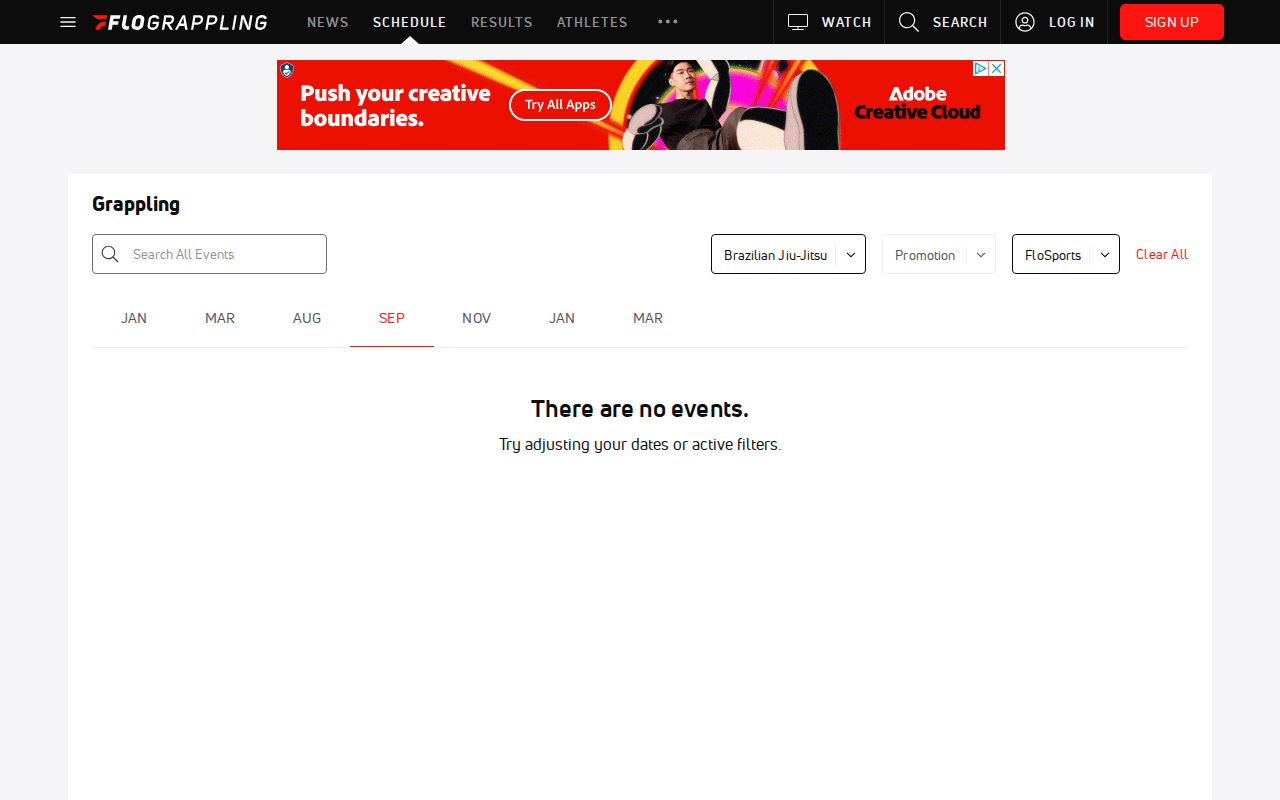 FLOGRAPPLING
NEWS
SCHEDULE
RESULTS
ATHLETES
WATCH
SEARCH
LOG IN
SIGN UP
Push your creative
boundaries.
Try All Apps
Adobe
Creative Cloud
Grappling
Search All Events
Brazilian Jiu-Jitsu
Promotion
FloSports
Clear All
JAN
MAR
AUG
SEP
NOV
JAN
MAR
There are no events.
Try adjusting your dates or active filters.